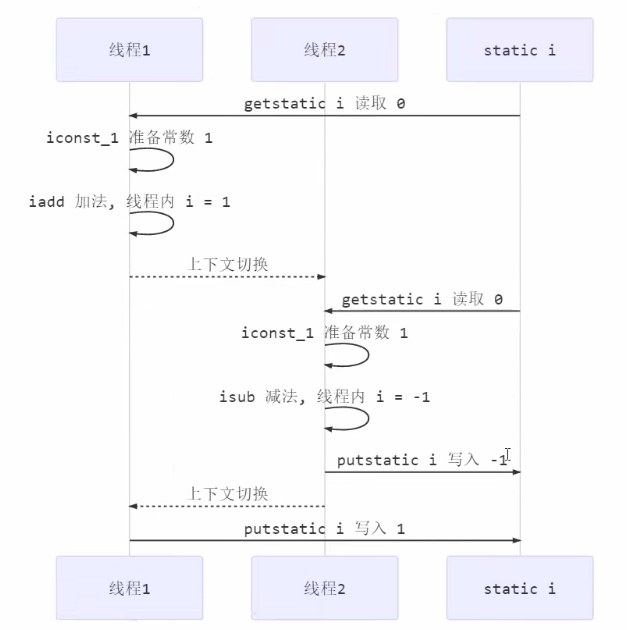 线程1
线程2
static i
getstatic i 读取 0
iconst_1 准备常数 1
iadd 加法, 线程内 i = 1
上下文切换
getstatic i 读取 0
iconst_1 准备常数 1
isub 减法, 线程内 i = -1
putstatic i 写入 -1
上下文切换
putstatic i 写入 1
线程1
线程2
static i